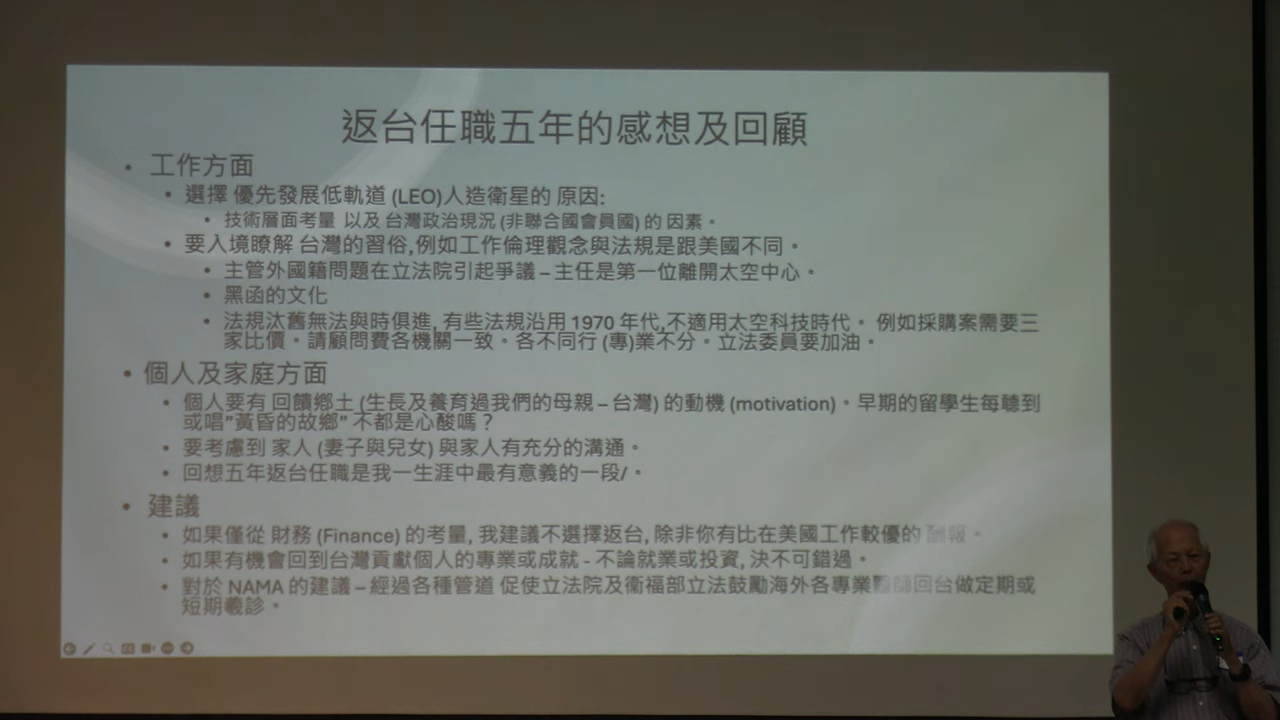 返台任職五年的感想及回顧
• 工作方面
• 選擇 優先發展低軌道 (LEO)人造衛星的 原因:
• 技術層面考量 以及 台灣政治現況 (非聯合國會員國) 的 因素。
• 要入境瞭解 台灣的習俗,例如工作倫理觀念與法規是跟美國不同。
• 主管外國籍問題在立法院引起爭議 – 主任是第一位離開太空中心。
• 黑函的文化
• 法規汰舊無法與時俱進, 有些法規沿用 1970 年代,不適用太空科技時代。 例如採購案需要三
家比價。請顧問費各機關一致。各不同行 (專)業不分。立法委員要加油。
• 個人及家庭方面
• 個人要有 回饋鄉土 (生長及養育過我們的母親 – 台灣) 的動機 (motivation)。早期的留學生每聽到
或唱"黃昏的故鄉" 不都是心酸嗎？
• 要考慮到 家人 (妻子與兒女) 與家人有充分的溝通。
• 回想五年返台任職是我一生涯中最有意義的一段/。
• 建議
• 如果僅從 財務 (Finance) 的考量, 我建議不選擇返台, 除非你有比在美國工作較優的 酬報。
• 如果有機會回到台灣貢獻個人的專業或成就 - 不論就業或投資, 決不可錯過。
• 對於 NAMA 的建議 – 經過各種管道 促使立法院及衞福部立法鼓勵海外各專業醫師回台做定期或
短期羲診。